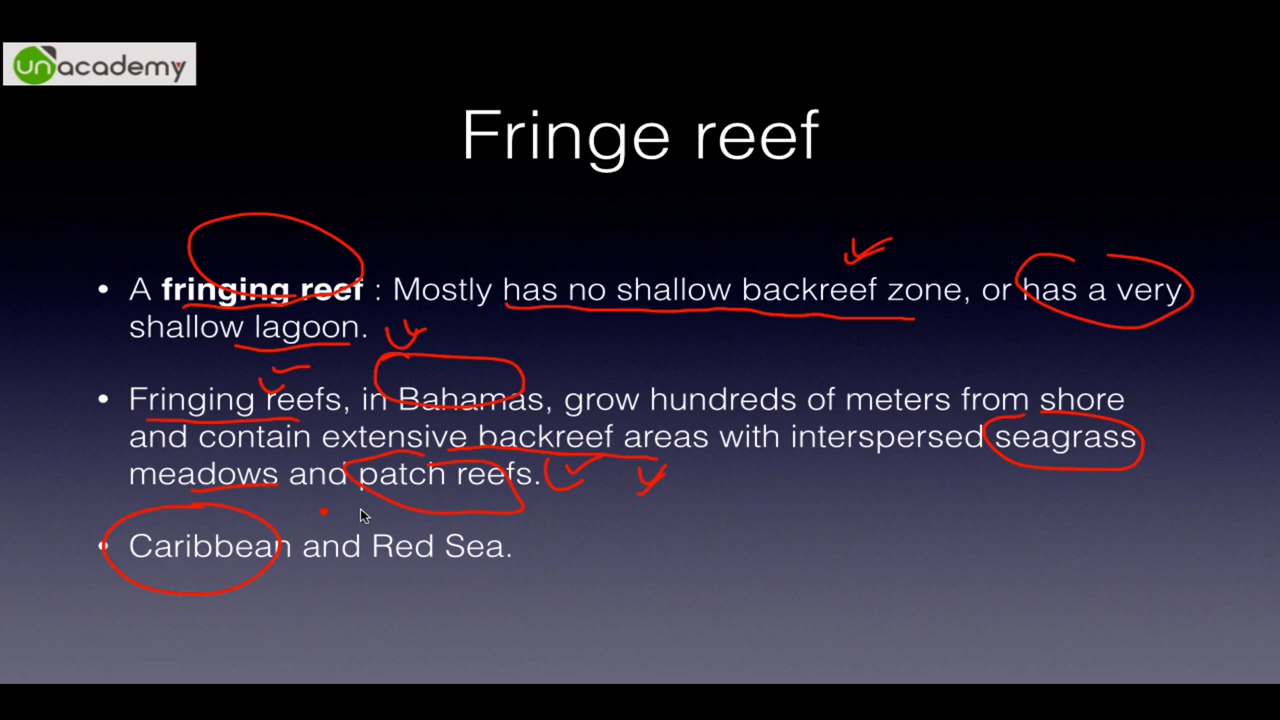 unacademy
Fringe reef
• A fringing reef : Mostly has no shallow backreef zone, or has a very
shallow lagoon.
• Fringing reefs, in Bahamas, grow hundreds of meters from shore
and contain extensive backreef areas with interspersed seagrass
meadows and patch reefs.
• Caribbean and Red Sea.